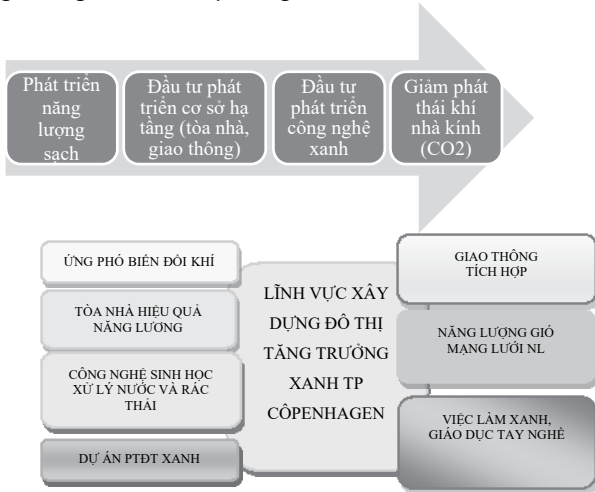 Phát triển
năng
lượng
sạch
Đầu tư phát
triển cơ sở hạ
tầng (tòa nhà,
giao thông)
Đầu tư
phát triển
công nghệ
xanh
Giảm phát
thái khí
nhà kính
(CO2)
ỨNG PHÓ BIẾN ĐỔI KHÍ
TÒA NHÀ HIỆU QUẢ
NĂNG LƯƠNG
CÔNG NGHỆ SINH HỌC
XỬ LÝ NƯỚC VÀ RÁC
THẢI
DỰ ÁN PTĐT XANH
LĨNH VỰC XÂY
DỰNG ĐÔ THỊ
TĂNG TRƯỞNG
XANH TP
CÔPENHAGEN
GIAO THÔNG
TÍCH HỢP
NĂNG LƯỢNG GIÓ
MẠNG LƯỚI NL
VIỆC LÀM XANH,
GIÁO DỤC TAY NGHỀ